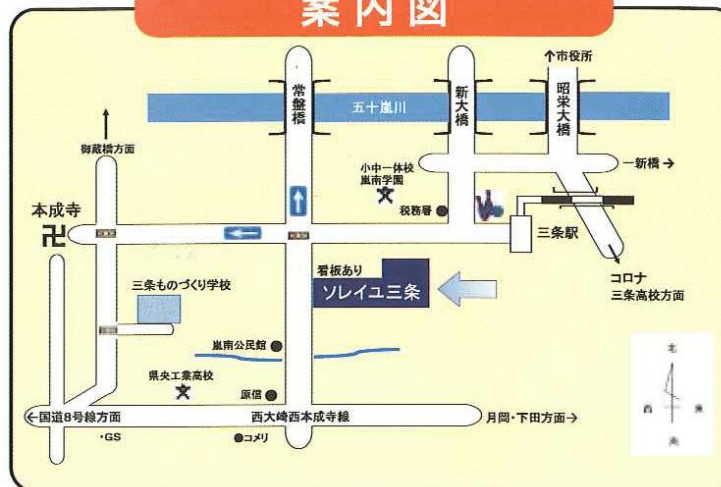 案内図
↑市役所
常盤橋
五十嵐川
新大橋
昭栄大橋
御蔵橋方面
小中一体校
嵐南学園
一新橋→
税務署
本成寺
三条駅
三条ものづくり学校
看板あり
ソレイユ三条
コロナ
三条高校方面
嵐南公民館
県央工業高校
原信
北
西
東
南
←国道8号線方面
西大崎西本成寺線
月岡・下田方面→
・GS
コメリ